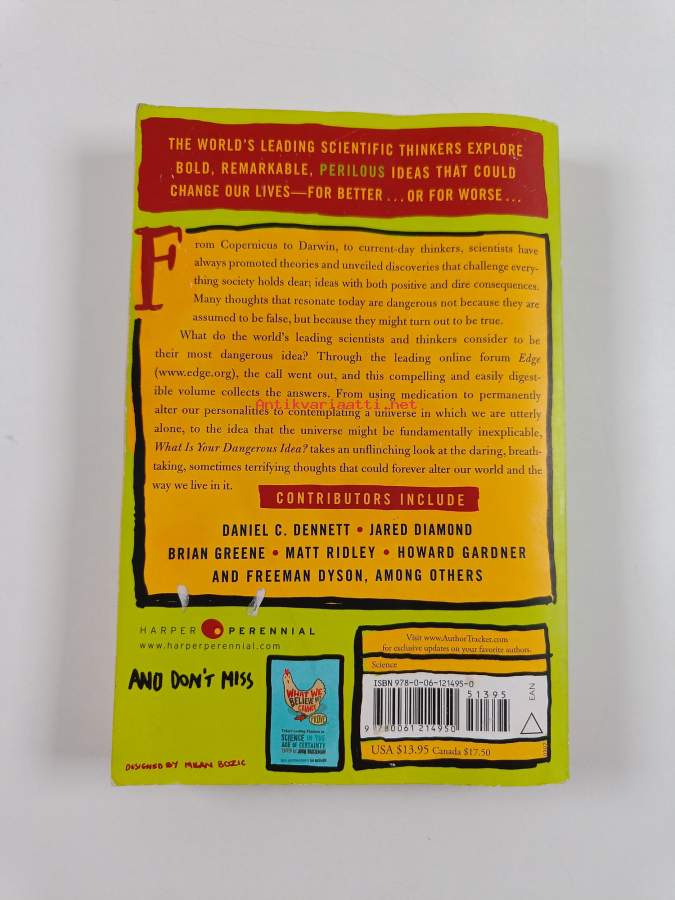 THE WORLD'S LEADING SCIENTIFIC THINKERS EXPLORE
BOLD, REMARKABLE, PERILOUS IDEAS THAT COULD
CHANGE OUR LIVES—FOR BETTER ... OR FOR WORSE ...
From Copernicus to Darwin, to current-day thinkers, scientists have
always promoted theories and unveiled discoveries that challenge every-
thing society holds dear; ideas with both positive and dire consequences.
Many thoughts that resonate today are dangerous not because they are
assumed to be false, but because they might turn out to be true.
What do the world's leading scientists and thinkers consider to be
their most dangerous idea? Through the leading online forum Edge
(www.edge.org), the call went out, and this compelling and easily digest-
ible volume collects the answers. From using medication to permanently
Antikvariaatti.net
alter our personalities to contemplating a universe in which we are utterly
alone, to the idea that the universe might be fundamentally inexplicable,
What Is Your Dangerous Idea? takes an unflinching look at the daring, breath-
taking, sometimes terrifying thoughts that could forever alter our world and the
way we live in it.
CONTRIBUTORS INCLUDE
DANIEL C. DENNETT • JARED DIAMOND
BRIAN GREENE • MATT RIDLEY • HOWARD GARDNER
AND FREEMAN DYSON, AMONG OTHERS
HARPER PERENNIAL
www.harperperennial.com
AND DON'T MISS
WHAT WE
BELIEVE BUT
CANNOT
PROVE
SCIENCE IN THE
AGE OF CERTAINTY
EDITED BY JOHN BROCKMAN
DESIGNED BY MILAN BOZIC
Visit www.AuthorTracker.com
for exclusive updates on your favorite authors.
Science
ISBN 978-0-06-121495-0
51395
EAN
9 780061 214950
USA $13.95 Canada $17.50